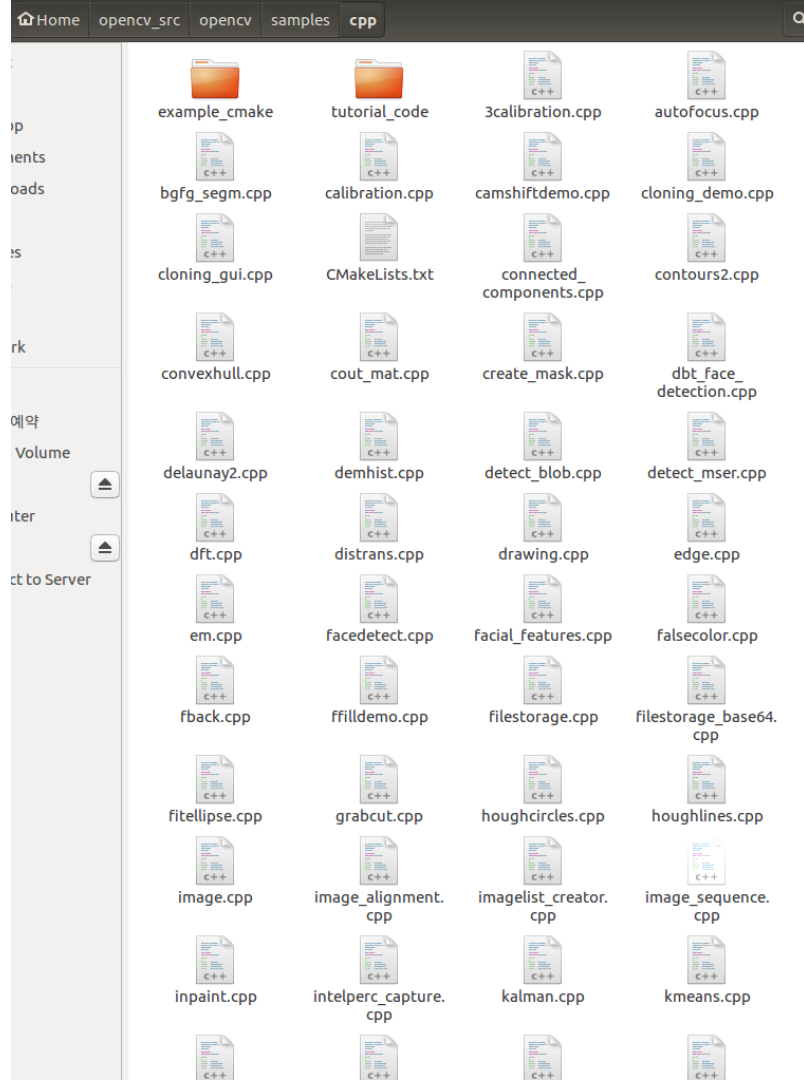 Home opencv_src opencv samples cpp
example_cmake tutorial_code 3calibration.cpp autofocus.cpp
bgfg_segm.cpp calibration.cpp camshiftdemo.cpp cloning_demo.cpp
cloning_gui.cpp CMakeLists.txt connected_ contours2.cpp
components.cpp
convexhull.cpp cout_mat.cpp create_mask.cpp dbt_face_
detection.cpp
예약
Volume
delaunay2.cpp demhist.cpp detect_blob.cpp detect_mser.cpp
dft.cpp distrans.cpp drawing.cpp edge.cpp
ct to Server
em.cpp facedetect.cpp facial_features.cpp falsecolor.cpp
fback.cpp ffilldemo.cpp filestorage.cpp filestorage_base64.
cpp
fitellipse.cpp grabcut.cpp houghcircles.cpp houghlines.cpp
image.cpp image_alignment. imagelist_creator. image_sequence.
cpp cpp cpp
inpaint.cpp intelperc_capture. kalman.cpp kmeans.cpp
cpp